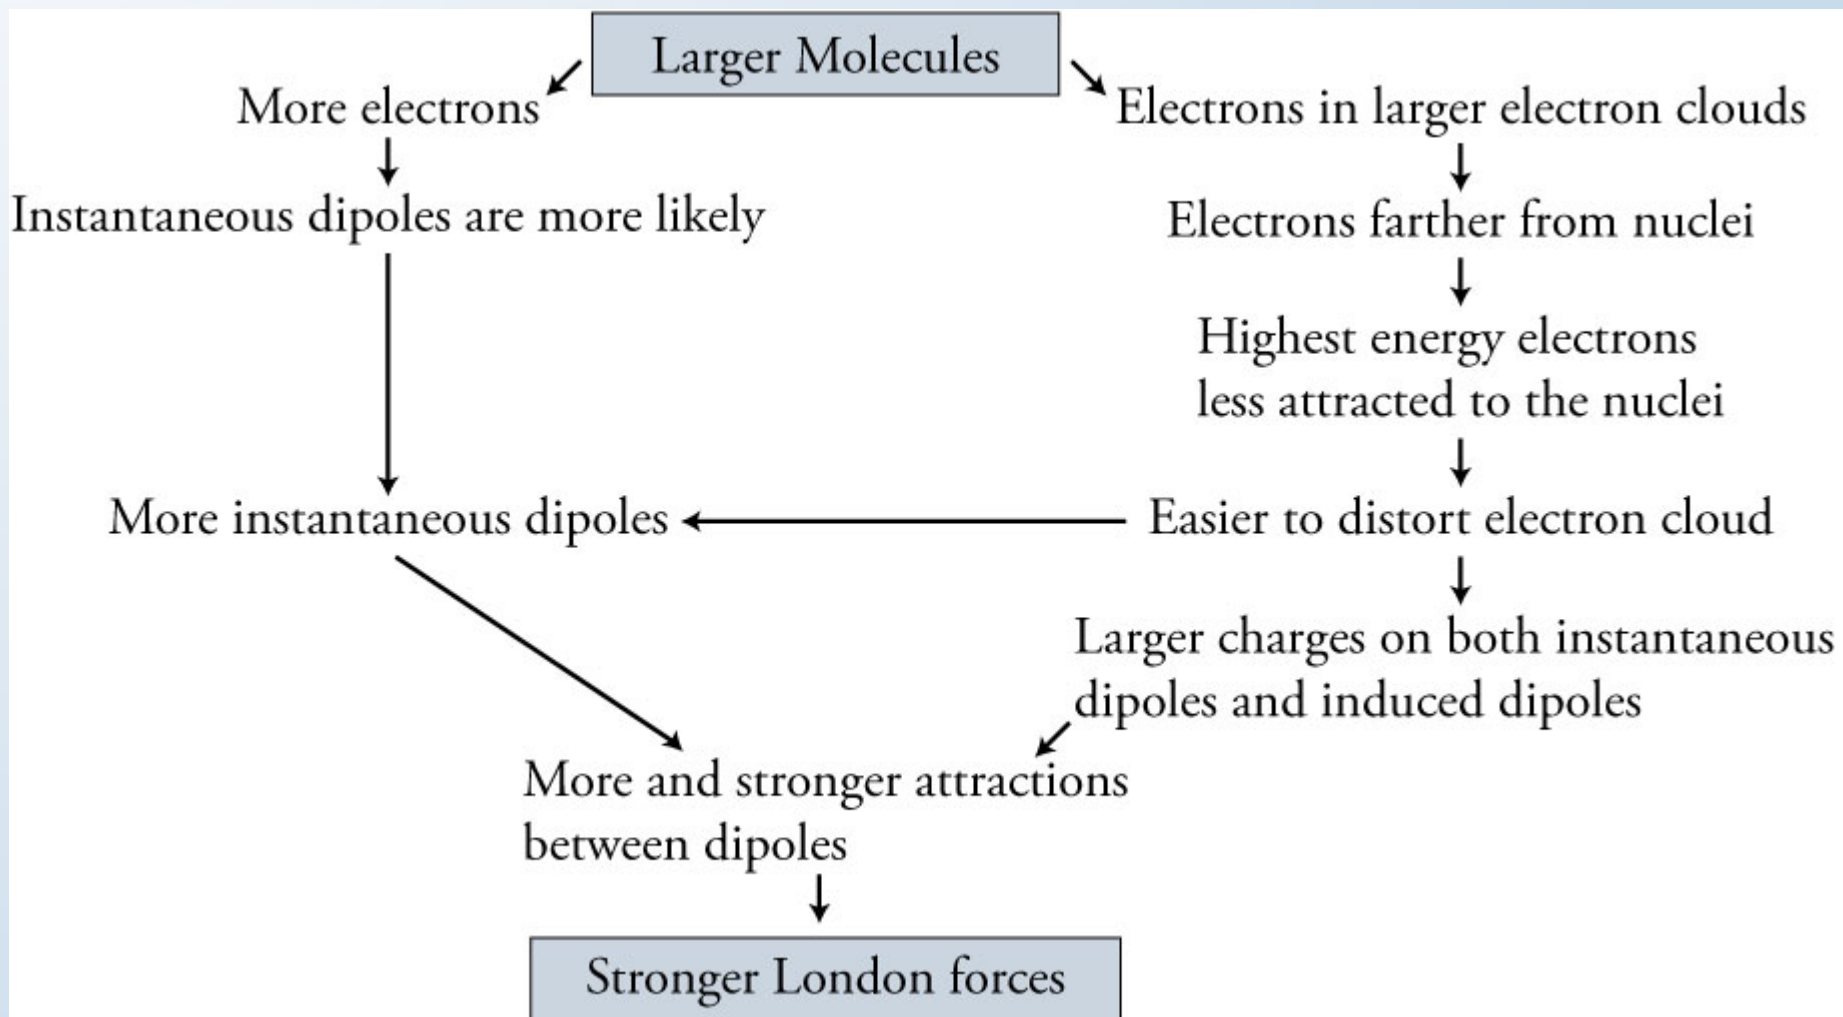 Larger Molecules
More electrons
Electrons in larger electron clouds
Instantaneous dipoles are more likely
Electrons farther from nuclei
Highest energy electrons
less attracted to the nuclei
More instantaneous dipoles
Easier to distort electron cloud
Larger charges on both instantaneous
dipoles and induced dipoles
More and stronger attractions
between dipoles
Stronger London forces